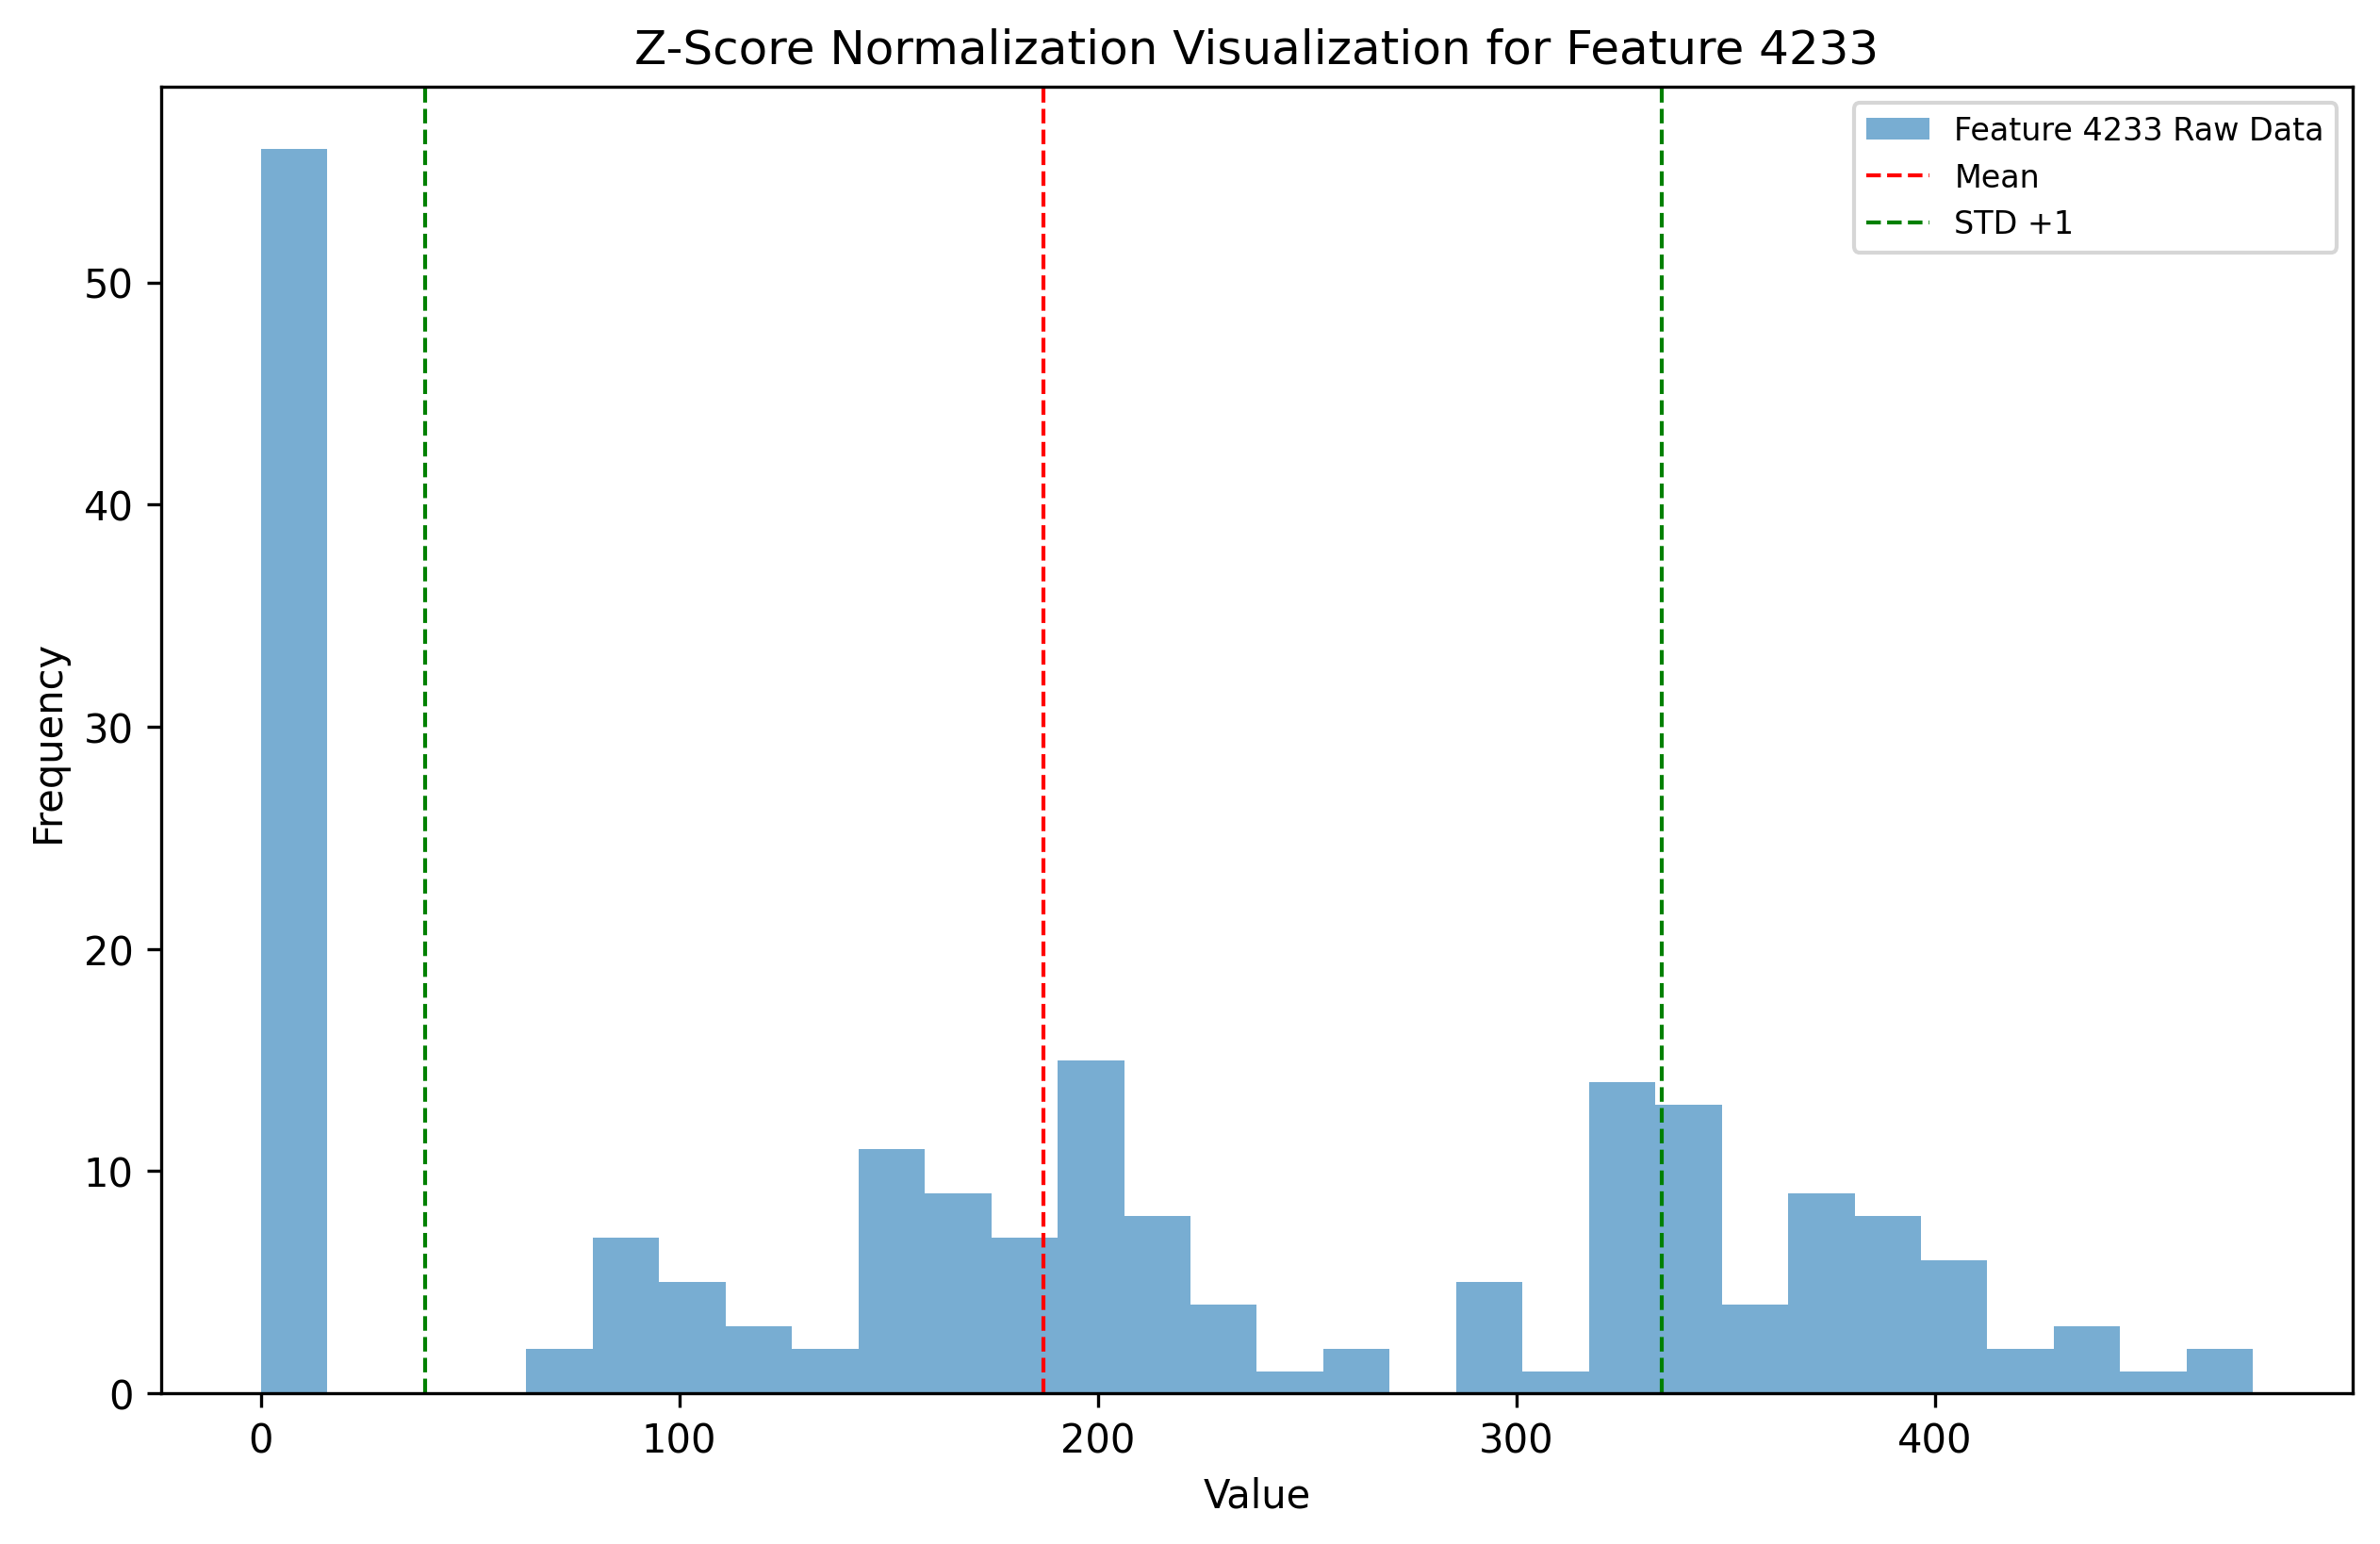 Z-Score Normalization Visualization for Feature 4233
Feature 4233 Raw Data
Mean
STD +1
50
40
30
20
10
0
Frequency
0
100
200
300
400
Value